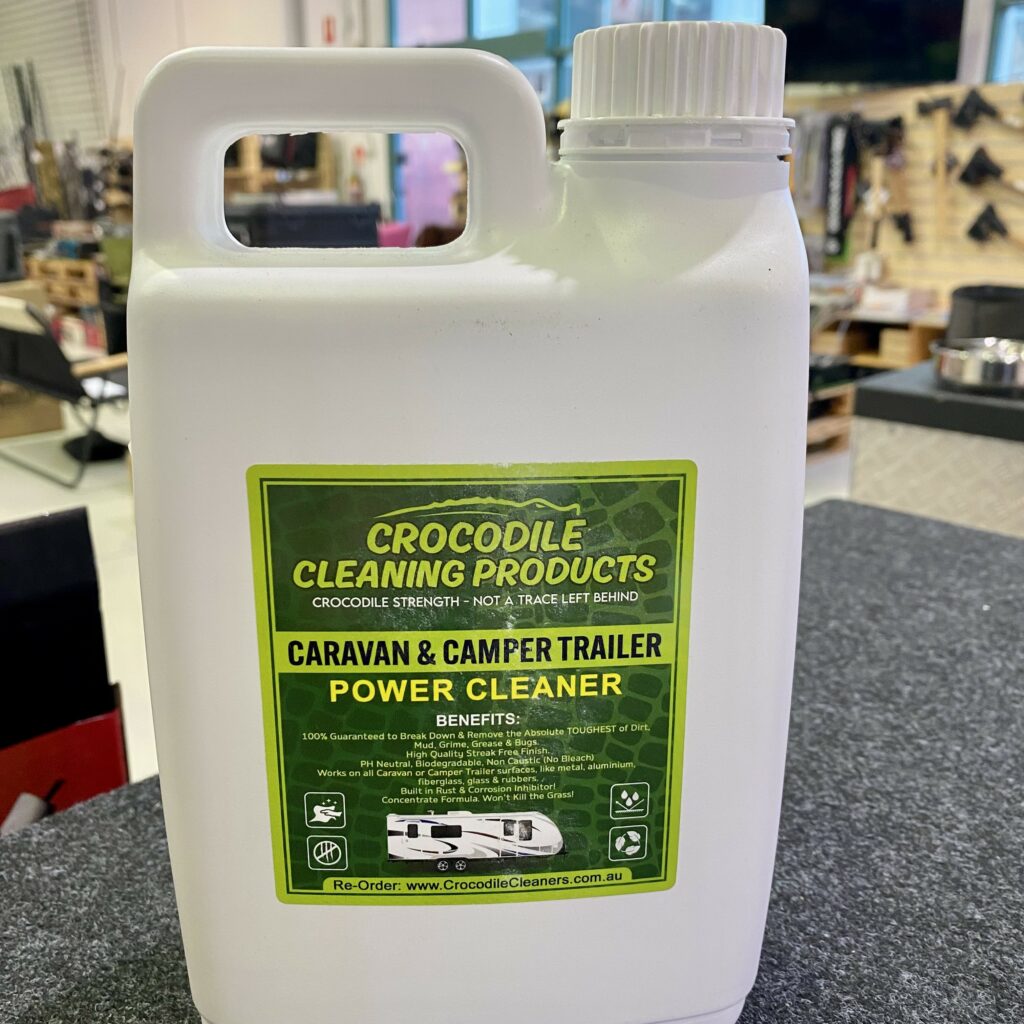 CROCODILE
CLEANING PRODUCTS
CROCODILE STRENGTH - NOT A TRACE LEFT BEHIND
CARAVAN & CAMPER TRAILER
POWER CLEANER
BENEFITS:
100% Guaranteed to Break Down & Remove the Absolute TOUGHEST of Dirt,
Mud, Grime, Grease & Bugs.
High Quality Streak Free Finish.
PH Neutral, Biodegradable, Non Caustic (No Bleach)
Works on all Caravan or Camper Trailer surfaces, like metal, aluminium,
fiberglass, glass & rubbers.
Built in Rust & Corrosion Inhibitor!
Concentrate Formula. Won't Kill the Grass!
Re-Order: www.CrocodileCleaners.com.au